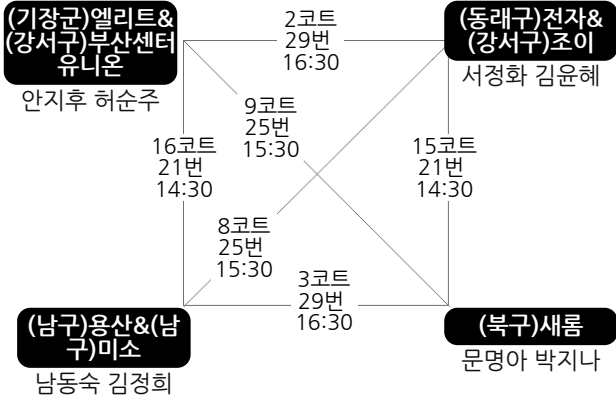 (기장군)엘리트&
(강서구)부산센터
유니온
안지후 허순주
2코트
29번
16:30
(동래구)전자&
(강서구)조이
서정화 김윤혜
9코트
25번
15:30
16코트
21번
14:30
15코트
21번
14:30
8코트
25번
15:30
3코트
29번
16:30
(남구)용산&(남
구)미소
남동숙 김정희
(북구)새롬
문명아 박지나